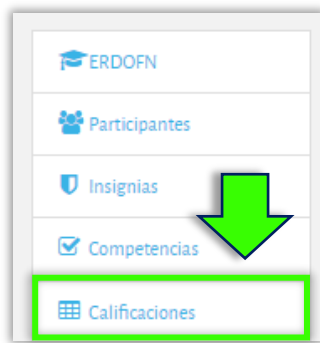 ERDOFN
Participantes
Insignias
Competencias
Calificaciones